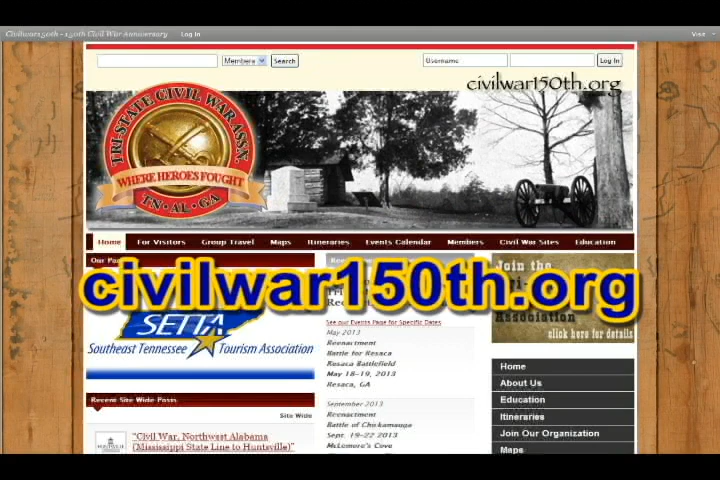 Civilwar150th - 150th Civil War Anniversary Log In Visit
Members Search Username Log In
civilwar150th.org
TRI-STATE CIVIL WAR ASSN.
WHERE HEROES FOUGHT
TN • AL • GA
Home For Visitors Group Travel Maps Itineraries Events Calendar Members Civil War Sites Education
Our Pa
Join the
civilwar150th.org
Association
click here for details
SETTA
Southeast Tennessee Tourism Association
See our Events Page for Specific Dates
May 2013
Reenactment
Battle for Resaca
Resaca Battlefield
May 18-19, 2013
Resaca, GA
Recent Site Wide Posts
Site Wide
"Civil War, Northwest Alabama
(Mississippi State Line to Huntsville)"
September 2013
Reenactment
Battle of Chickamauga
Sept. 19-22 2013
McLemore's Cove
Home
About Us
Education
Itineraries
Join Our Organization
Maps